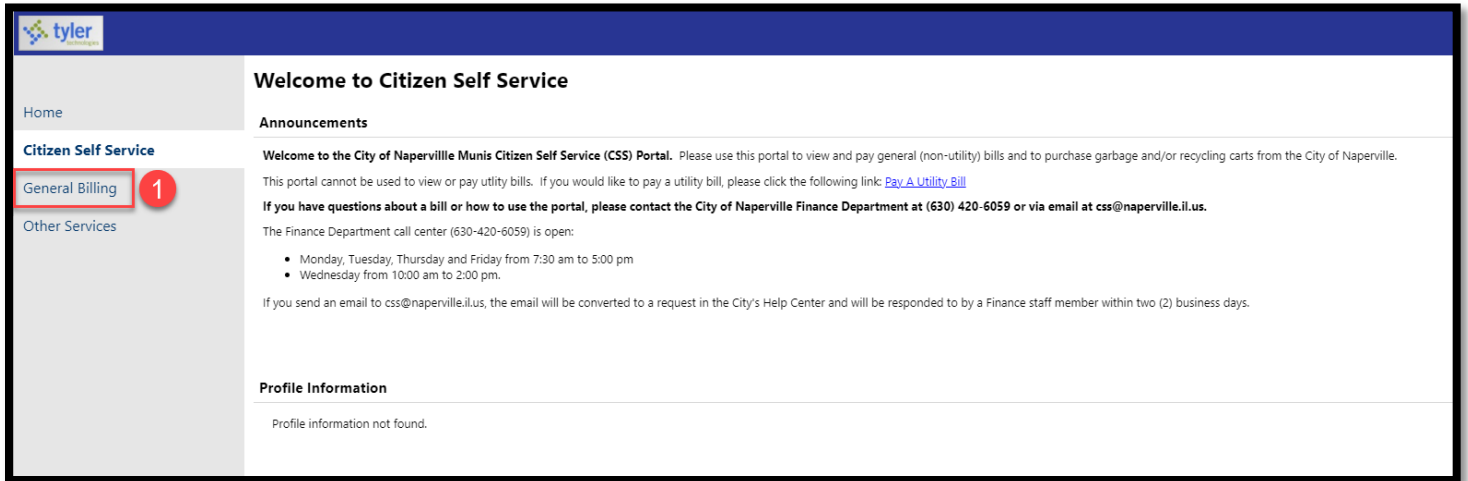 tyler
technologies
Welcome to Citizen Self Service
Home
Announcements
Citizen Self Service
Welcome to the City of Napervillle Munis Citizen Self Service (CSS) Portal. Please use this portal to view and pay general (non-utility) bills and to purchase garbage and/or recycling carts from the City of Naperville.
General Billing 1
This portal cannot be used to view or pay utlity bills. If you would like to pay a utility bill, please click the following link: Pay A Utility Bill
If you have questions about a bill or how to use the portal, please contact the City of Naperville Finance Department at (630) 420-6059 or via email at css@naperville.il.us.
Other Services
The Finance Department call center (630-420-6059) is open:
• Monday, Tuesday, Thursday and Friday from 7:30 am to 5:00 pm
• Wednesday from 10:00 am to 2:00 pm.
If you send an email to css@naperville.il.us, the email will be converted to a request in the City's Help Center and will be responded to by a Finance staff member within two (2) business days.
Profile Information
Profile information not found.